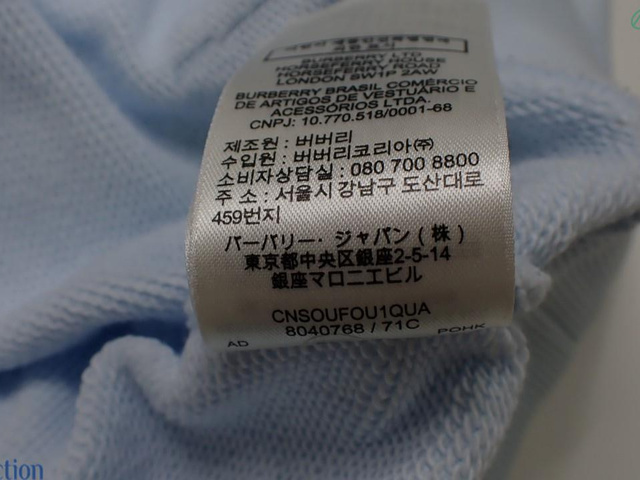 BURBERRY LTD
HORSEFERRY HOUSE
HORSEFERRY ROAD
LONDON SW1P 2AW
BURBERRY BRASIL COMÉRCIO
DE ARTIGOS DE VESTUÁRIO E
ACESSÓRIOS LTDA.
CNPJ: 10.770.518/0001-68
제조원 : 버버리
수입원 : 버버리코리아㈜
소비자상담실 : 080 700 8800
주 소 : 서울시 강남구 도산대로
459번지
バーバリー・ジャパン(株)
東京都中央区銀座2-5-14
銀座マロニエビル
CNSOUFOU1QUA
8040768 / 71C
AD POHK
ction